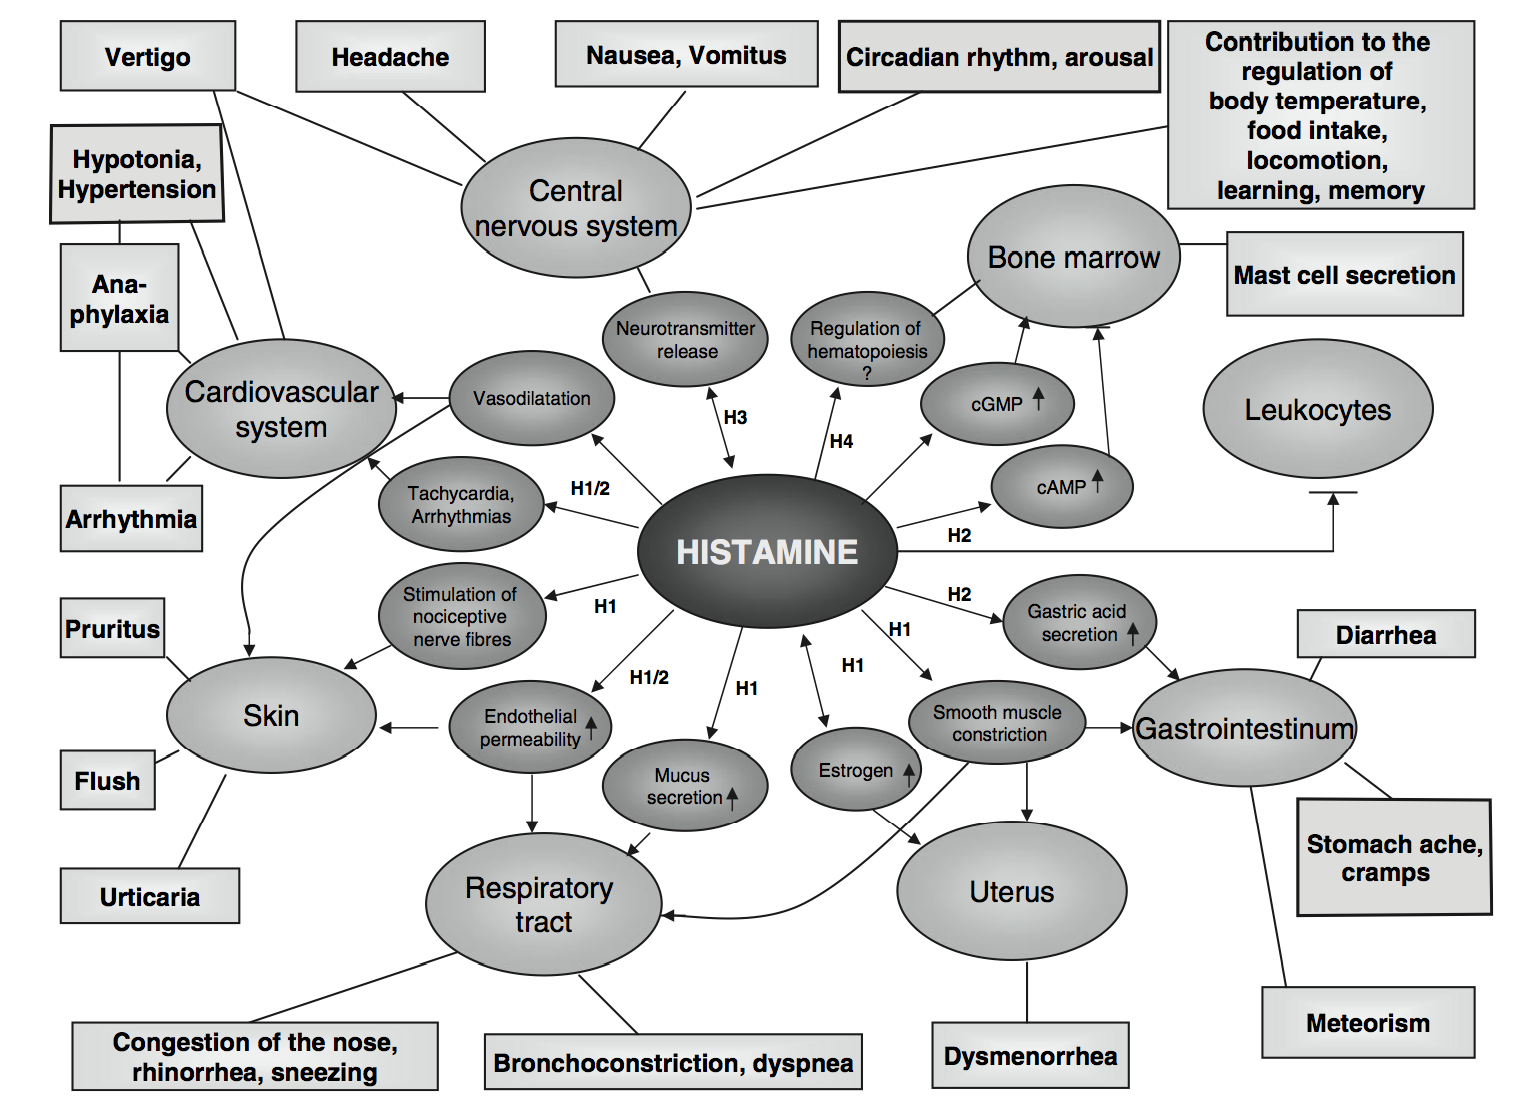 Vertigo
Headache
Nausea, Vomitus
Circadian rhythm, arousal
Contribution to the
regulation of
body temperature,
food intake,
locomotion,
learning, memory
Hypotonia,
Hypertension
Central
nervous system
Bone marrow
Mast cell secretion
Ana-
phylaxia
Neurotransmitter
release
Regulation of
hematopoiesis
?
Cardiovascular
system
Vasodilatation
cGMP
Leukocytes
H3
H4
Tachycardia,
Arrhythmias
H1/2
cAMP
Arrhythmia
HISTAMINE
H2
Stimulation of
nociceptive
nerve fibres
H1
H2
Gastric acid
secretion
Pruritus
H1
Diarrhea
H1/2
H1
H1
Skin
Endothelial
permeability
Smooth muscle
constriction
Gastrointestinum
Flush
Mucus
secretion
Estrogen
Stomach ache,
cramps
Urticaria
Respiratory
tract
Uterus
Meteorism
Congestion of the nose,
rhinorrhea, sneezing
Bronchoconstriction, dyspnea
Dysmenorrhea